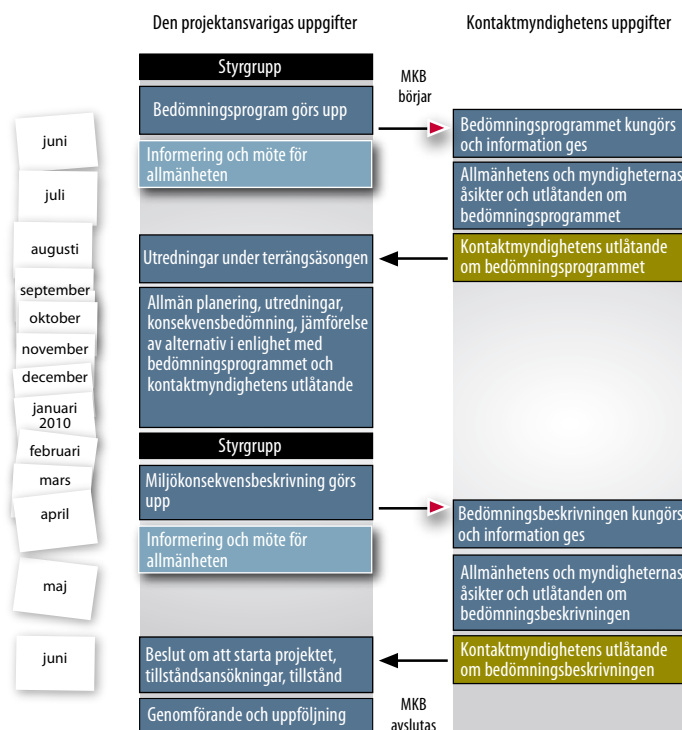 Den projektansvarigas uppgifter
Kontaktmyndighetens uppgifter
Styrgrupp
MKB
börjar
Bedömningsprogram görs upp
Bedömningsprogrammet kungörs
och information ges
juni
Informering och möte för
allmänheten
Allmänhetens och myndigheternas
åsikter och utlåtanden om
bedömningsprogrammet
juli
augusti
Utredningar under terrängsäsongen
Kontaktmyndighetens utlåtande
om bedömningsprogrammet
september
oktober
november
december
januari
2010
Allmän planering, utredningar,
konsekvensbedömning, jämförelse
av alternativ i enlighet med
bedömningsprogrammet och
kontaktmyndighetens utlåtande
februari
Styrgrupp
mars
Miljökonsekvensbeskrivning görs
upp
april
Bedömningsbeskrivningen kungörs
och information ges
Informering och möte för
allmänheten
maj
Allmänhetens och myndigheternas
åsikter och utlåtanden om
bedömningsbeskrivningen
juni
Beslut om att starta projektet,
tillståndsansökningar, tillstånd
Kontaktmyndighetens utlåtande
om bedömningsbeskrivningen
Genomförande och uppföljning
MKB
avslutas